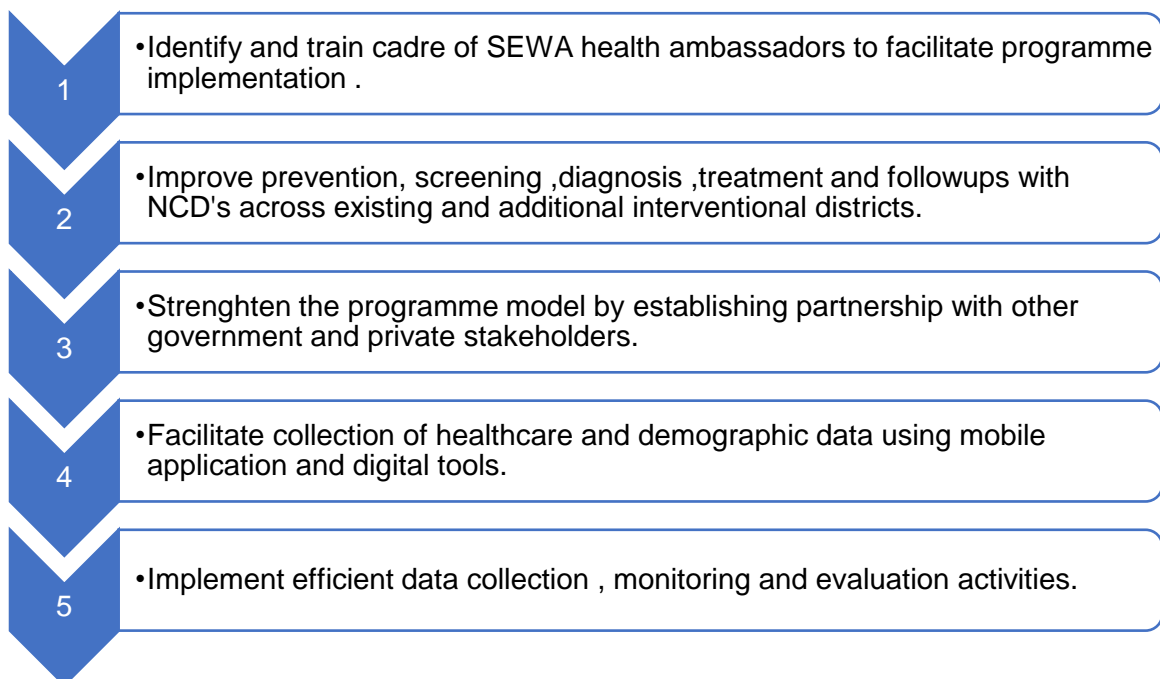 1
•Identify and train cadre of SEWA health ambassadors to facilitate programme
implementation .
2
•Improve prevention, screening ,diagnosis ,treatment and followups with
NCD's across existing and additional interventional districts.
3
•Strenghten the programme model by establishing partnership with other
government and private stakeholders.
4
•Facilitate collection of healthcare and demographic data using mobile
application and digital tools.
5
•Implement efficient data collection , monitoring and evaluation activities.